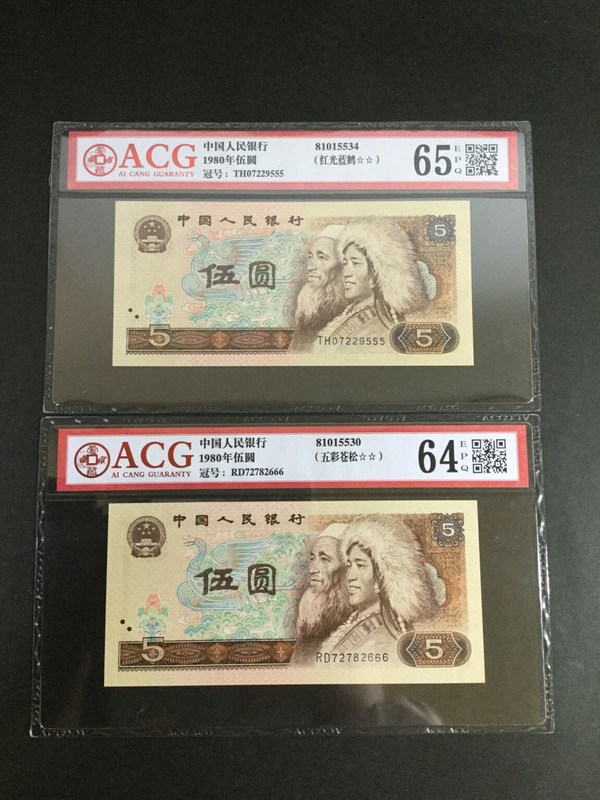 ACG
AI CANG GUARANTY
中国人民银行
1980年伍圆
冠号：TH07229555
81015534
（红光蓝鹤☆☆）
65
EPQ
中国人民银行
5
伍圆
TH07229555
5
5
ACG
AI CANG GUARANTY
中国人民银行
1980年伍圆
冠号：RD72782666
81015530
（五彩苍松☆☆）
64
EPQ
中国人民银行
5
伍圆
RD72782666
5
5